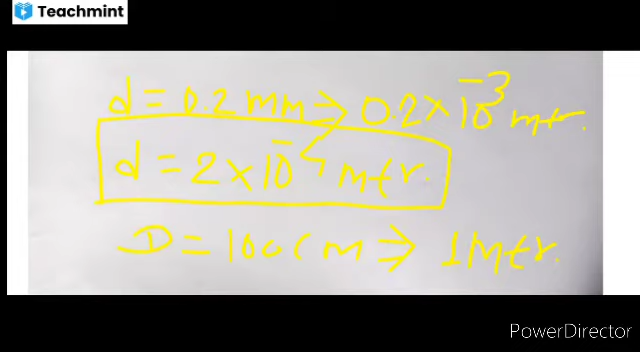 Teachmint
d = 0.2 mm ⇒ 0.2 × 10⁻³ mtr.
d = 2 × 10⁻⁴ mtr.
D = 100 cm ⇒ 1 Mtr.
PowerDirector